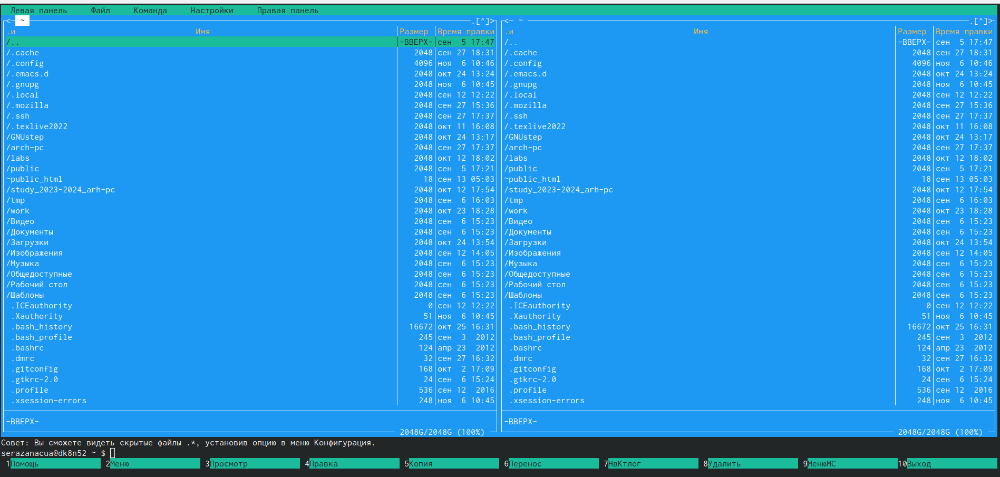 Левая панель Файл Команда Настройки Правая панель
<─ ~ .[^]> <─ ~ .[^]>
.и Имя Размер Время правки .и Имя Размер Время правки
/.. -ВВЕРХ- сен 5 17:47 /.. -ВВЕРХ- сен 5 17:47
/.cache 2048 сен 27 18:31 /.cache 2048 сен 27 18:31
/.config 4096 ноя 6 10:46 /.config 4096 ноя 6 10:46
/.emacs.d 2048 окт 24 13:24 /.emacs.d 2048 окт 24 13:24
/.gnupg 2048 ноя 6 10:45 /.gnupg 2048 ноя 6 10:45
/.local 2048 сен 12 12:22 /.local 2048 сен 12 12:22
/.mozilla 2048 сен 27 15:36 /.mozilla 2048 сен 27 15:36
/.ssh 2048 сен 27 17:37 /.ssh 2048 сен 27 17:37
/.texlive2022 2048 окт 11 16:08 /.texlive2022 2048 окт 11 16:08
/GNUstep 2048 окт 24 13:17 /GNUstep 2048 окт 24 13:17
/arch-pc 2048 сен 27 17:37 /arch-pc 2048 сен 27 17:37
/labs 2048 окт 12 18:02 /labs 2048 окт 12 18:02
/public 2048 сен 5 17:21 /public 2048 сен 5 17:21
~public_html 18 сен 13 05:03 ~public_html 18 сен 13 05:03
/study_2023-2024_arh-pc 2048 окт 12 17:54 /study_2023-2024_arh-pc 2048 окт 12 17:54
/tmp 2048 сен 6 16:03 /tmp 2048 сен 6 16:03
/work 2048 окт 23 18:28 /work 2048 окт 23 18:28
/Видео 2048 сен 6 15:23 /Видео 2048 сен 6 15:23
/Документы 2048 сен 6 15:23 /Документы 2048 сен 6 15:23
/Загрузки 2048 окт 24 13:54 /Загрузки 2048 окт 24 13:54
/Изображения 2048 сен 12 14:05 /Изображения 2048 сен 12 14:05
/Музыка 2048 сен 6 15:23 /Музыка 2048 сен 6 15:23
/Общедоступные 2048 сен 6 15:23 /Общедоступные 2048 сен 6 15:23
/Рабочий стол 2048 сен 6 15:23 /Рабочий стол 2048 сен 6 15:23
/Шаблоны 2048 сен 6 15:23 /Шаблоны 2048 сен 6 15:23
.ICEauthority 0 сен 12 12:22 .ICEauthority 0 сен 12 12:22
.Xauthority 51 ноя 6 10:45 .Xauthority 51 ноя 6 10:45
.bash_history 16672 окт 25 16:31 .bash_history 16672 окт 25 16:31
.bash_profile 245 сен 3 2012 .bash_profile 245 сен 3 2012
.bashrc 124 апр 23 2012 .bashrc 124 апр 23 2012
.dmrc 32 сен 27 16:32 .dmrc 32 сен 27 16:32
.gitconfig 168 окт 2 17:09 .gitconfig 168 окт 2 17:09
.gtkrc-2.0 24 сен 6 15:24 .gtkrc-2.0 24 сен 6 15:24
.profile 536 сен 12 2016 .profile 536 сен 12 2016
.xsession-errors 248 ноя 6 10:45 .xsession-errors 248 ноя 6 10:45
-ВВЕРХ- -ВВЕРХ-
2048G/2048G (100%) 2048G/2048G (100%)
Совет: Вы сможете видеть скрытые файлы .*, установив опцию в меню Конфигурация.
serazanacua@dk8n52 ~ $
1Помощь 2Меню 3Просмотр 4Правка 5Копия 6Перенос 7НвКтлог 8Удалить 9МенюMC 10Выход